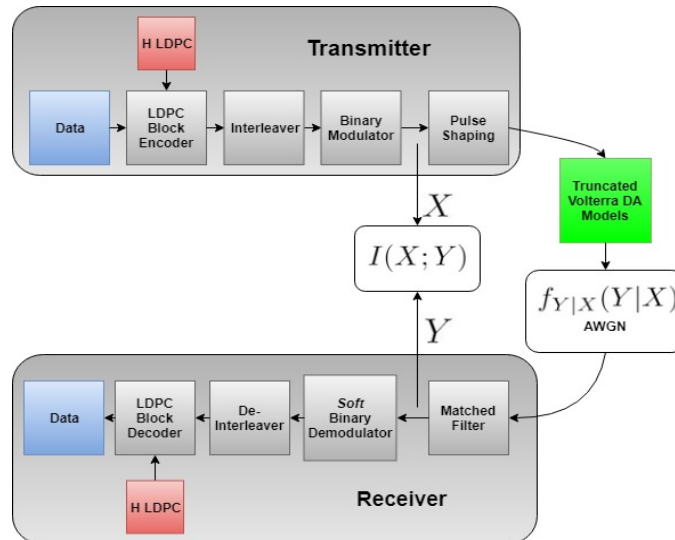 Transmitter
H LDPC
Data
LDPC
Block
Encoder
Interleaver
Binary
Modulator
Pulse
Shaping
Truncated
Volterra DA
Models
X
I(X;Y)
Y
f_{Y|X}(Y|X)
AWGN
Data
LDPC
Block
Decoder
De-
Interleaver
Soft
Binary
Demodulator
Matched
Filter
H LDPC
Receiver